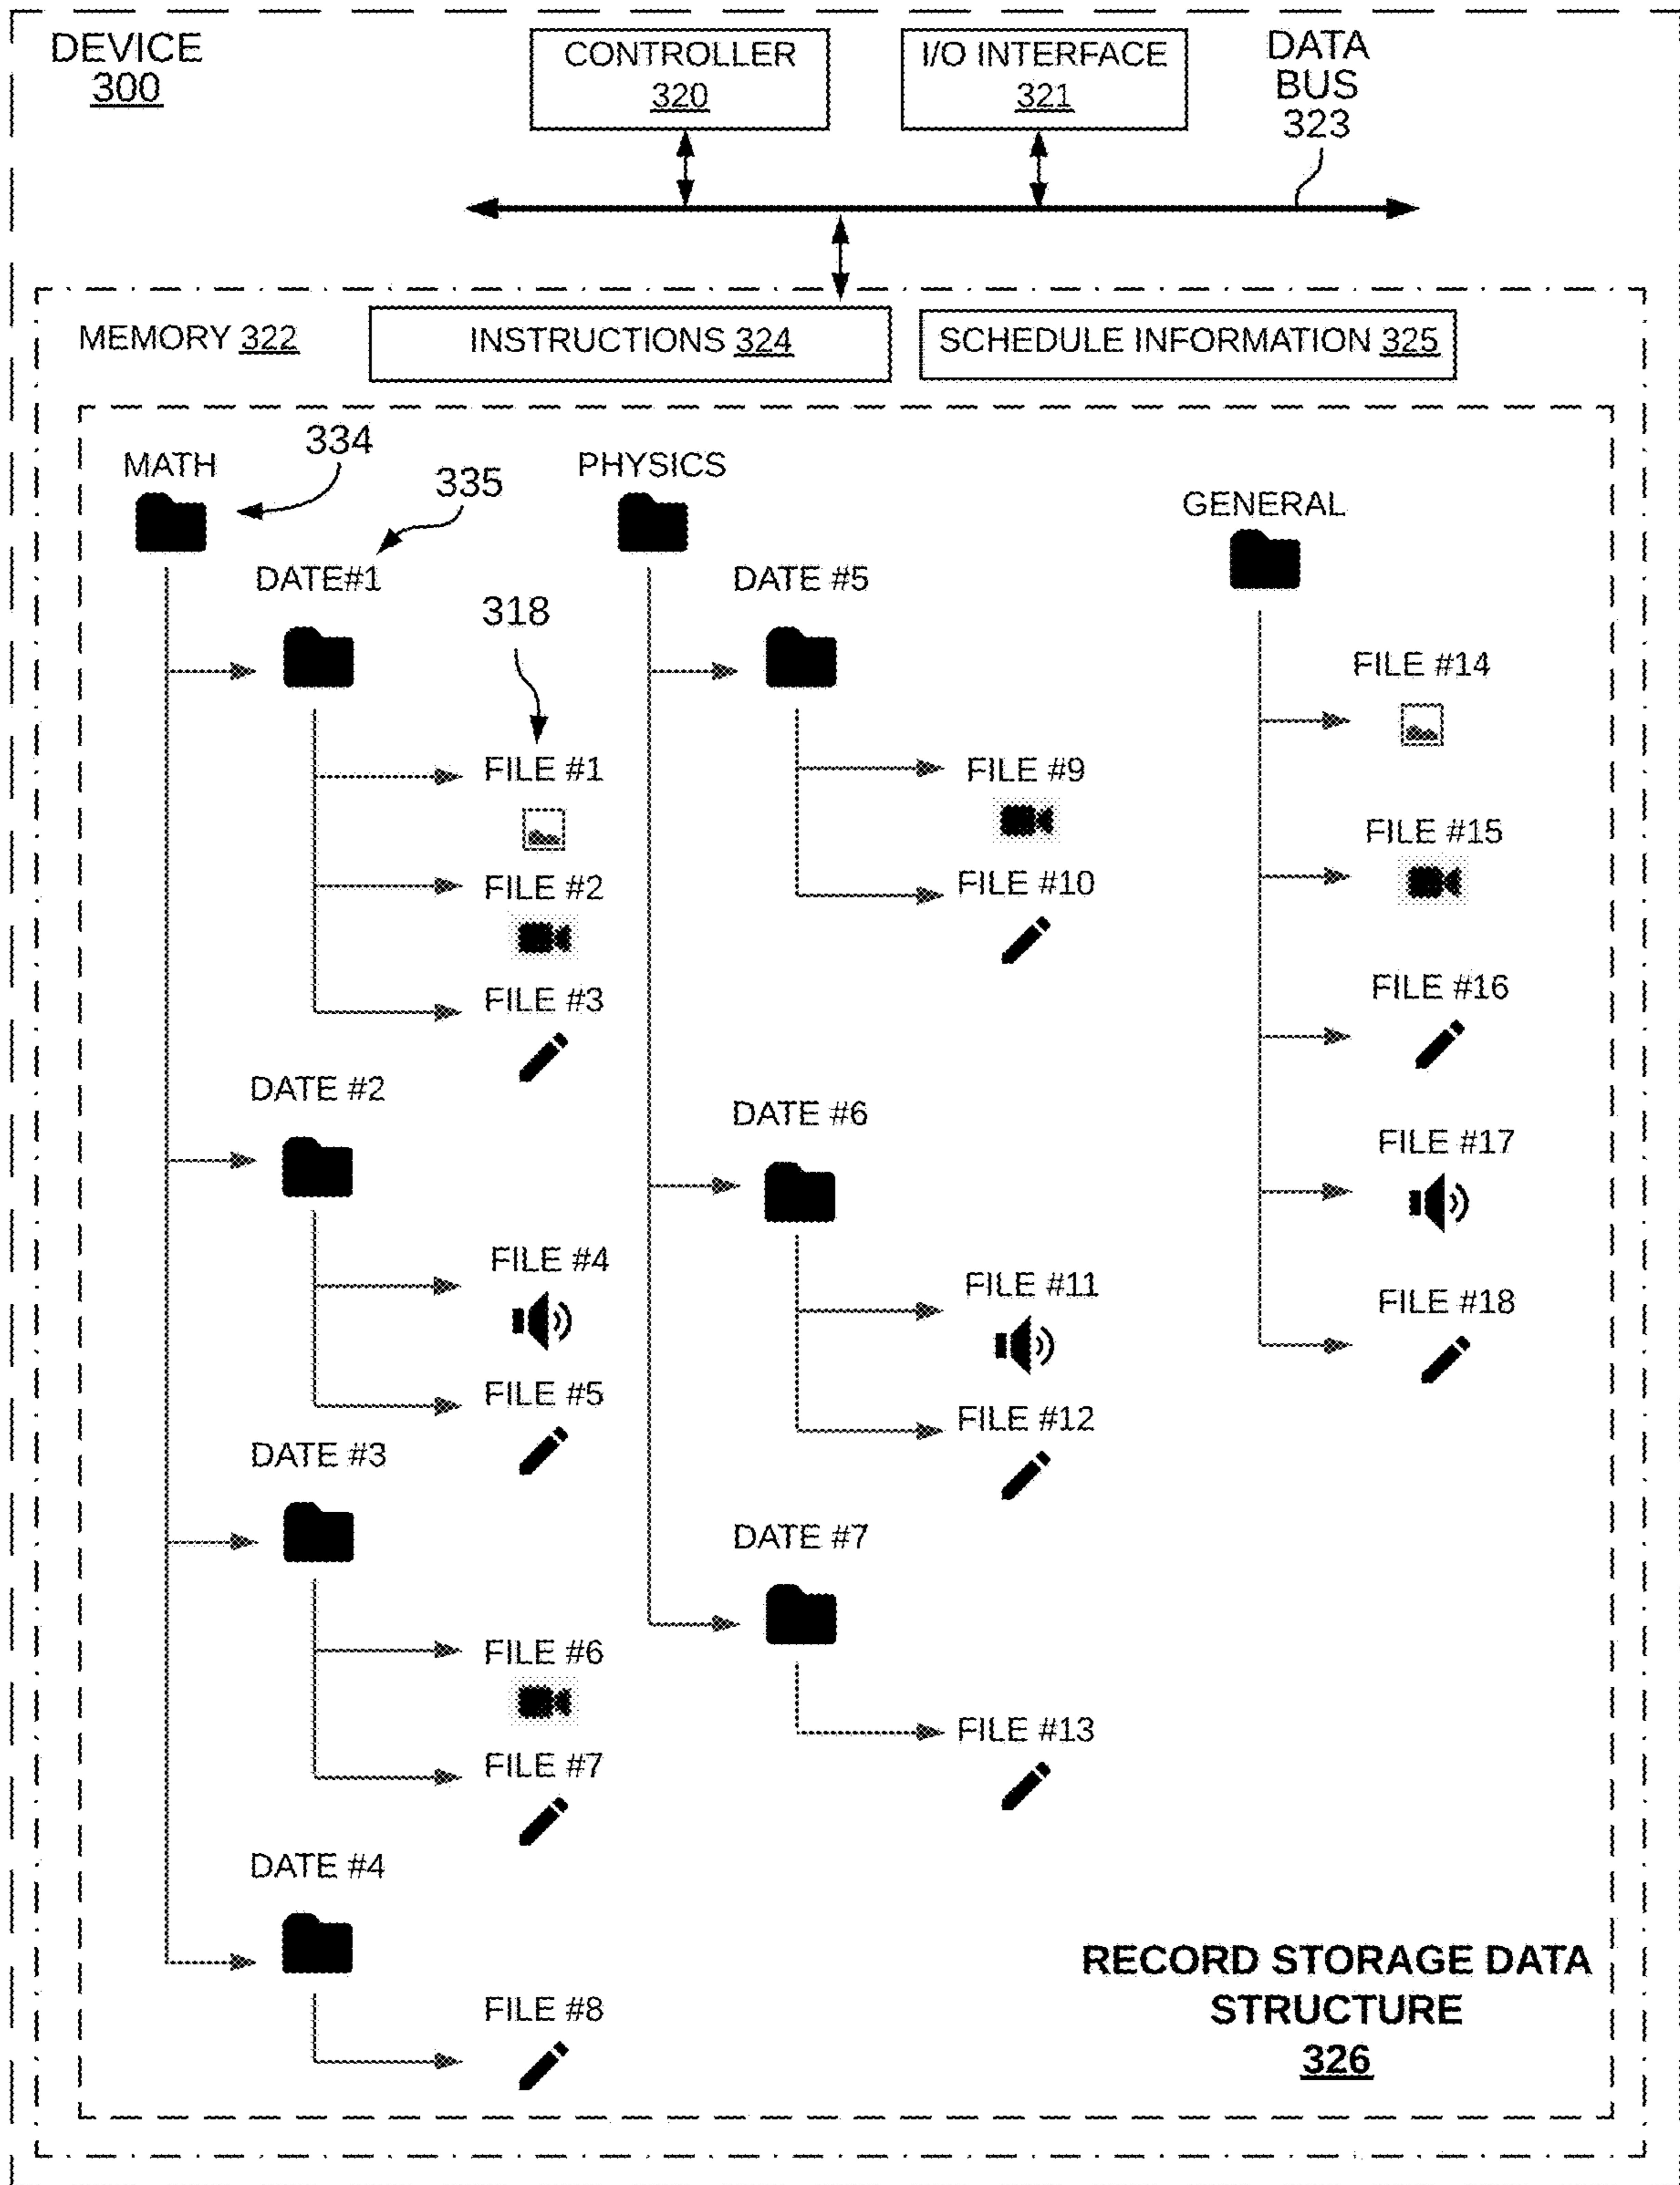 DEVICE
300
CONTROLLER
320
I/O INTERFACE
321
DATA
BUS
323
MEMORY 322
INSTRUCTIONS 324
SCHEDULE INFORMATION 325
MATH
334
335
DATE#1
318
FILE #1
FILE #2
FILE #3
DATE #2
FILE #4
FILE #5
DATE #3
FILE #6
FILE #7
DATE #4
FILE #8
PHYSICS
DATE #5
FILE #9
FILE #10
DATE #6
FILE #11
FILE #12
DATE #7
FILE #13
GENERAL
FILE #14
FILE #15
FILE #16
FILE #17
FILE #18
RECORD STORAGE DATA
STRUCTURE
326